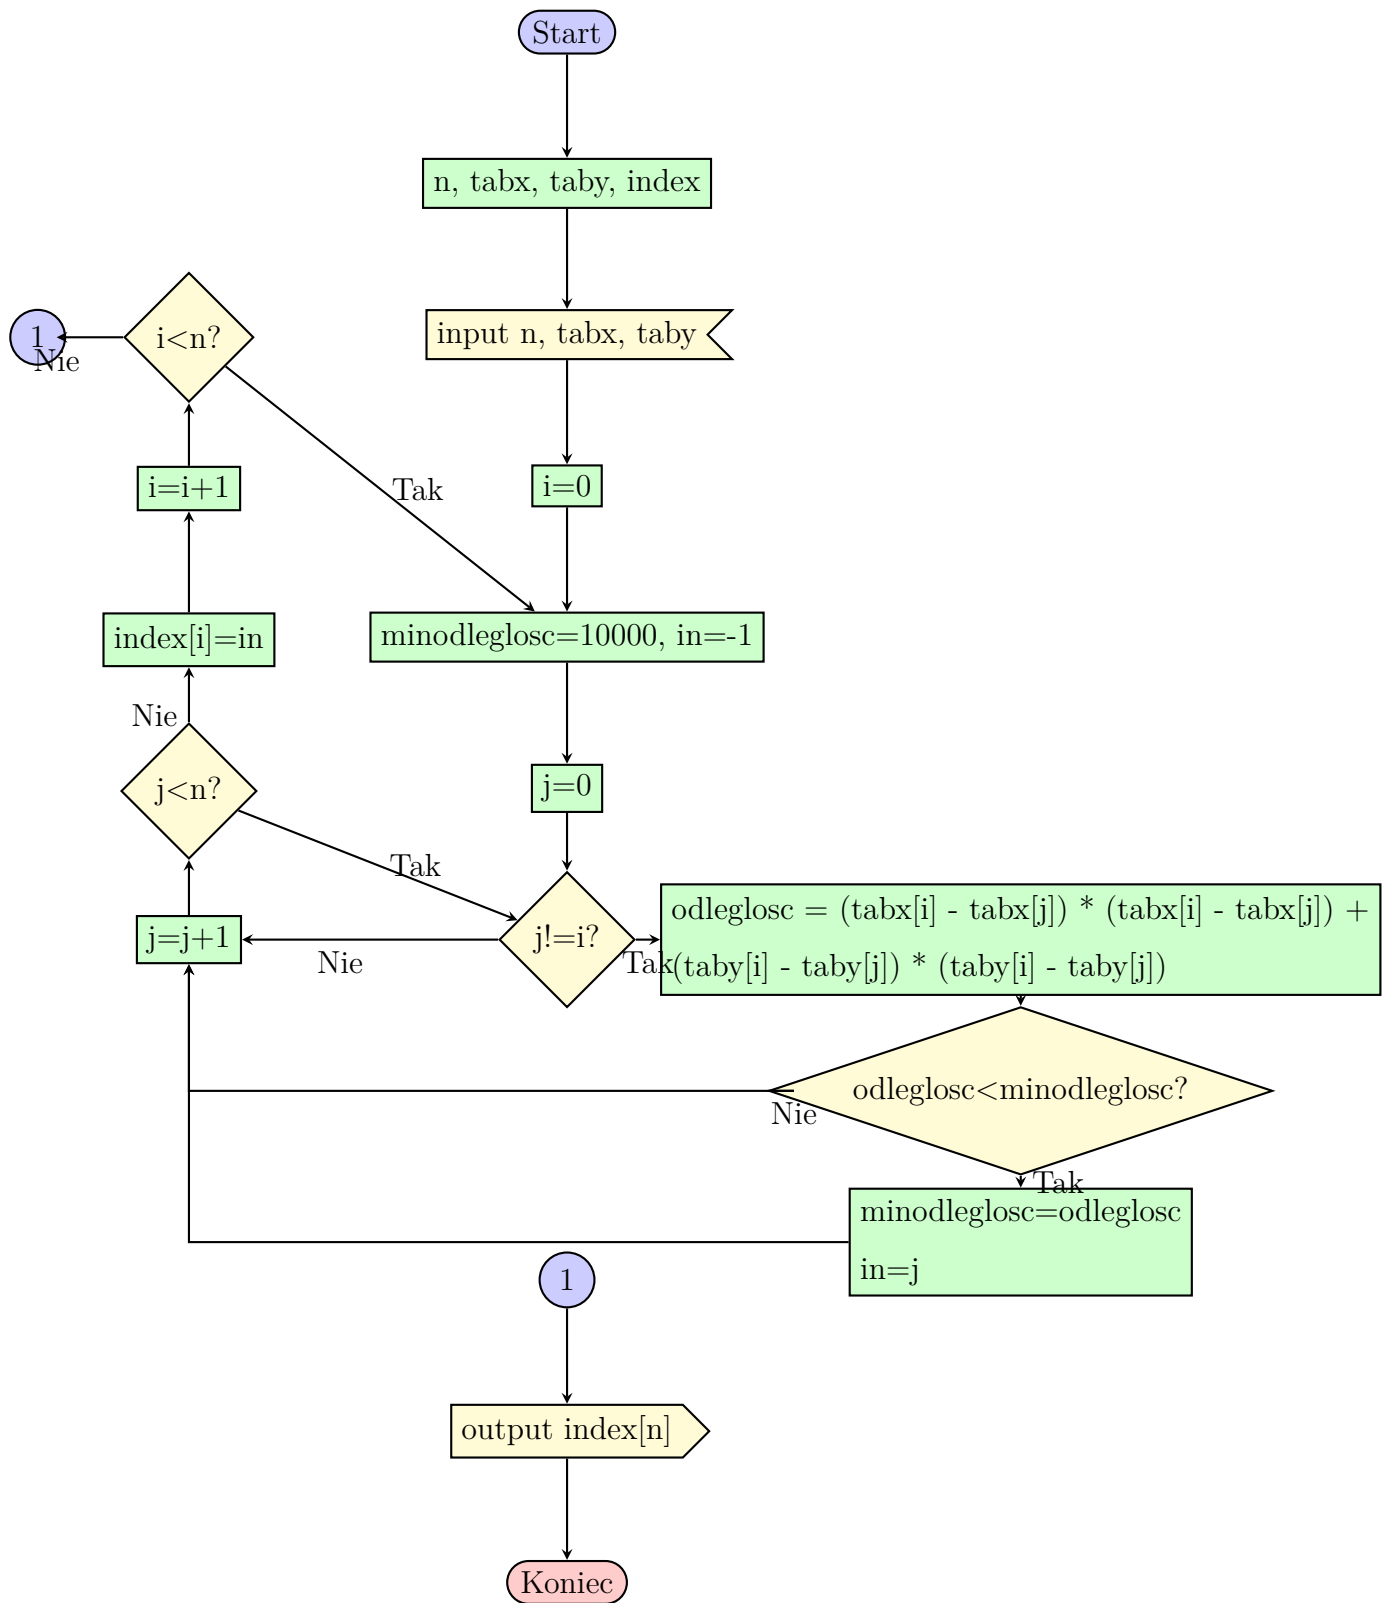 Start
n, tabx, taby, index
input n, tabx, taby
i<n?
1
Nie
Tak
i=i+1
i=0
index[i]=in
minodleglosc=10000, in=-1
Nie
j<n?
j=0
Tak
j=j+1
Nie
j!=i?
Tak
odleglosc = (tabx[i] - tabx[j]) * (tabx[i] - tabx[j]) +
(taby[i] - taby[j]) * (taby[i] - taby[j])
odleglosc<minodleglosc?
Nie
Tak
minodleglosc=odleglosc
in=j
1
output index[n]
Koniec